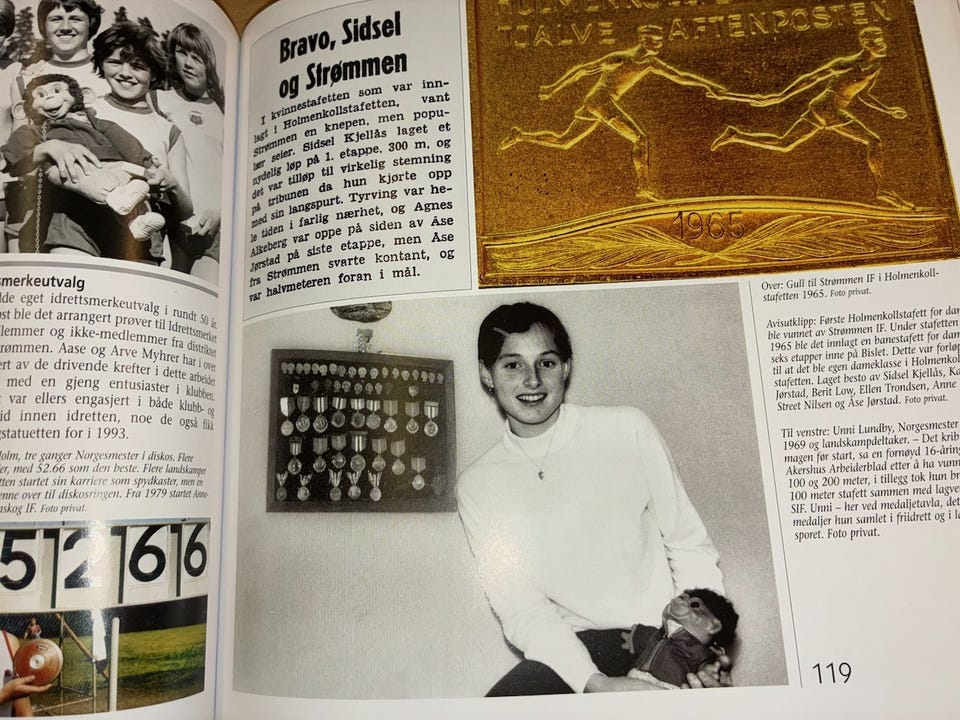 smerkeutvalg
de eget idrettsmerkeutvalg i rundt 50 år.
st ble det arrangert prøver til Idrettsmerket
lemmer og ikke-medlemmer fra distriktet
rømmen. Aase og Arve Myhrer har i over
ert av de drivende krefter i dette arbeidet
med en gjeng entusiaster i klubben.
var ellers engasjert i både klubb- og
id innen idretten, noe de også fikk
gstatuetten for i 1993.
Holm, tre ganger Norgesmester i diskos. Flere
er, med 52.66 som den beste. Flere landskamper
tten startet sin karriere som spydkaster, men en
enne over til diskosringen. Fra 1979 startet Anne-
nskog IF. Foto privat.
5 2 6 6
Bravo, Sidsel
og Strømmen
I kvinnestafetten som var inn-
lagt i Holmenkollstafetten, vant
Strømmen en knepen, men popu-
lær seier. Sidsel Kjellås laget et
nydelig løp på 1. etappe, 300 m, og
det var tilløp til virkelig stemning
på tribunen da hun kjørte opp
med sin langspurt. Tyrving var he-
le tiden i farlig nærhet, og Agnes
Alkeberg var oppe på siden av Åse
Jørstad på siste etappe, men Åse
fra Strømmen svarte kontant, og
var halvmeteren foran i mål.
TJALVE AFTENPOSTEN
1965
Over: Gull til Strømmen IF i Holmenkoll-
stafetten 1965. Foto privat.
Avisutklipp: Første Holmenkollstafett for dam
ble vunnet av Strømmen IF. Under stafetten
1965 ble det innlagt en banestafett for dam
seks etapper inne på Bislet. Dette var forløp
til at det ble egen dameklasse i Holmenkol
stafetten. Laget besto av Sidsel Kjellås, Ka
Jørstad, Berit Low, Ellen Trondsen, Anne
Street Nilsen og Åse Jørstad. Foto privat.
Til venstre: Unni Lundby, Norgesmester
1969 og landskampdeltaker. – Det krib
magen før start, sa en fornøyd 16-åring
Akershus Arbeiderblad etter å ha vunn
100 og 200 meter, i tillegg tok hun br
100 meter stafett sammen med lagve
SIF. Unni – her ved medaljetavla, det
medaljer hun samlet i friidrett og i l
sporet. Foto privat.
119